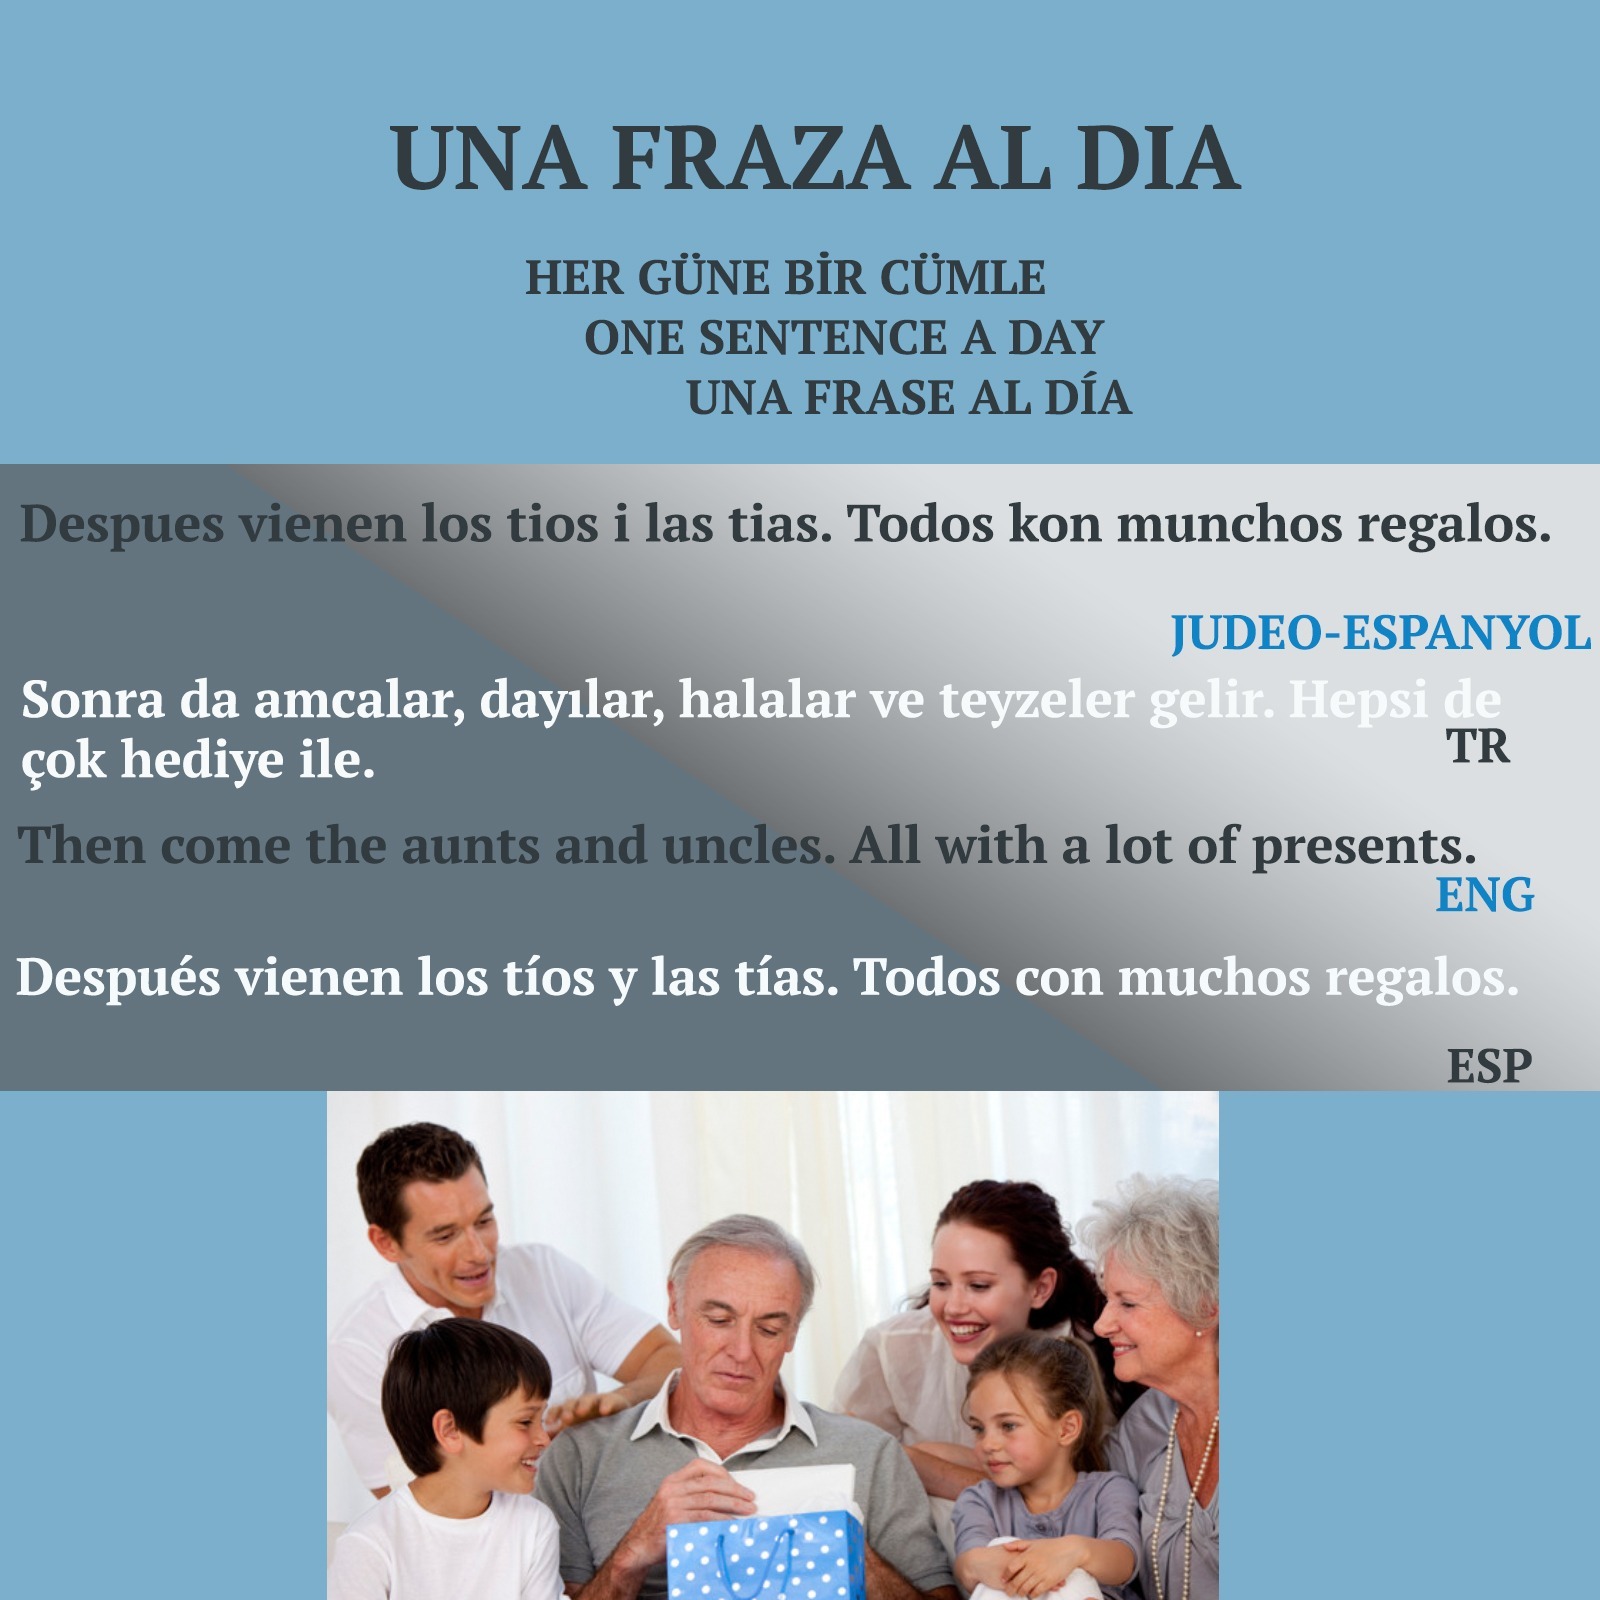 UNA FRAZA AL DIA
HER GÜNE BİR CÜMLE
ONE SENTENCE A DAY
UNA FRASE AL DÍA
Despues vienen los tios i las tias. Todos kon munchos regalos.
JUDEO-ESPANYOL
Sonra da amcalar, dayılar, halalar ve teyzeler gelir. Hepsi de
çok hediye ile.
TR
Then come the aunts and uncles. All with a lot of presents.
ENG
Después vienen los tíos y las tías. Todos con muchos regalos.
ESP